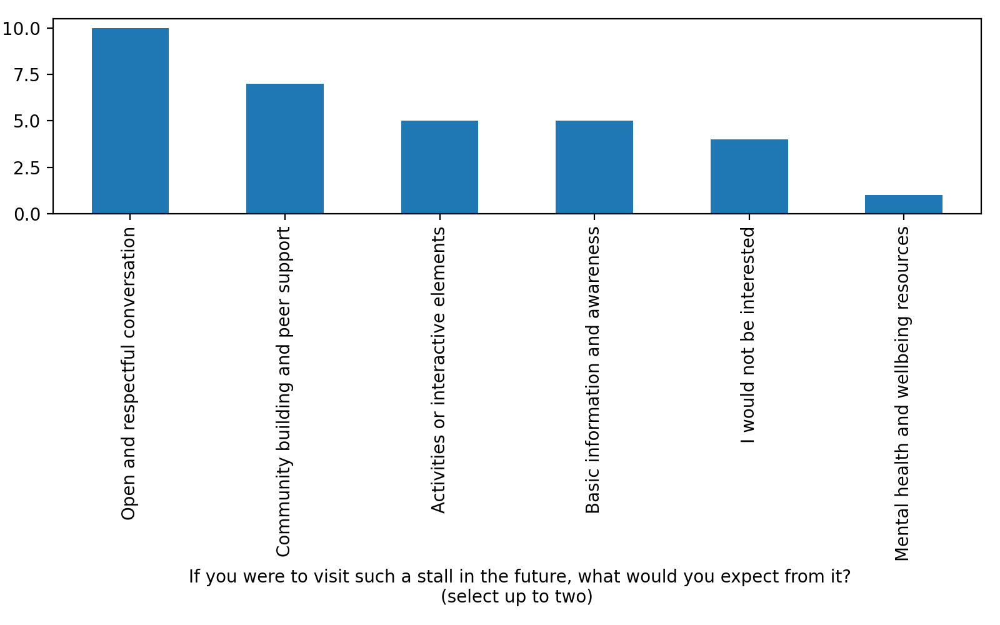 10.0
7.5
5.0
2.5
0.0
Open and respectful conversation
Community building and peer support
Activities or interactive elements
Basic information and awareness
I would not be interested
Mental health and wellbeing resources
If you were to visit such a stall in the future, what would you expect from it?
(select up to two)